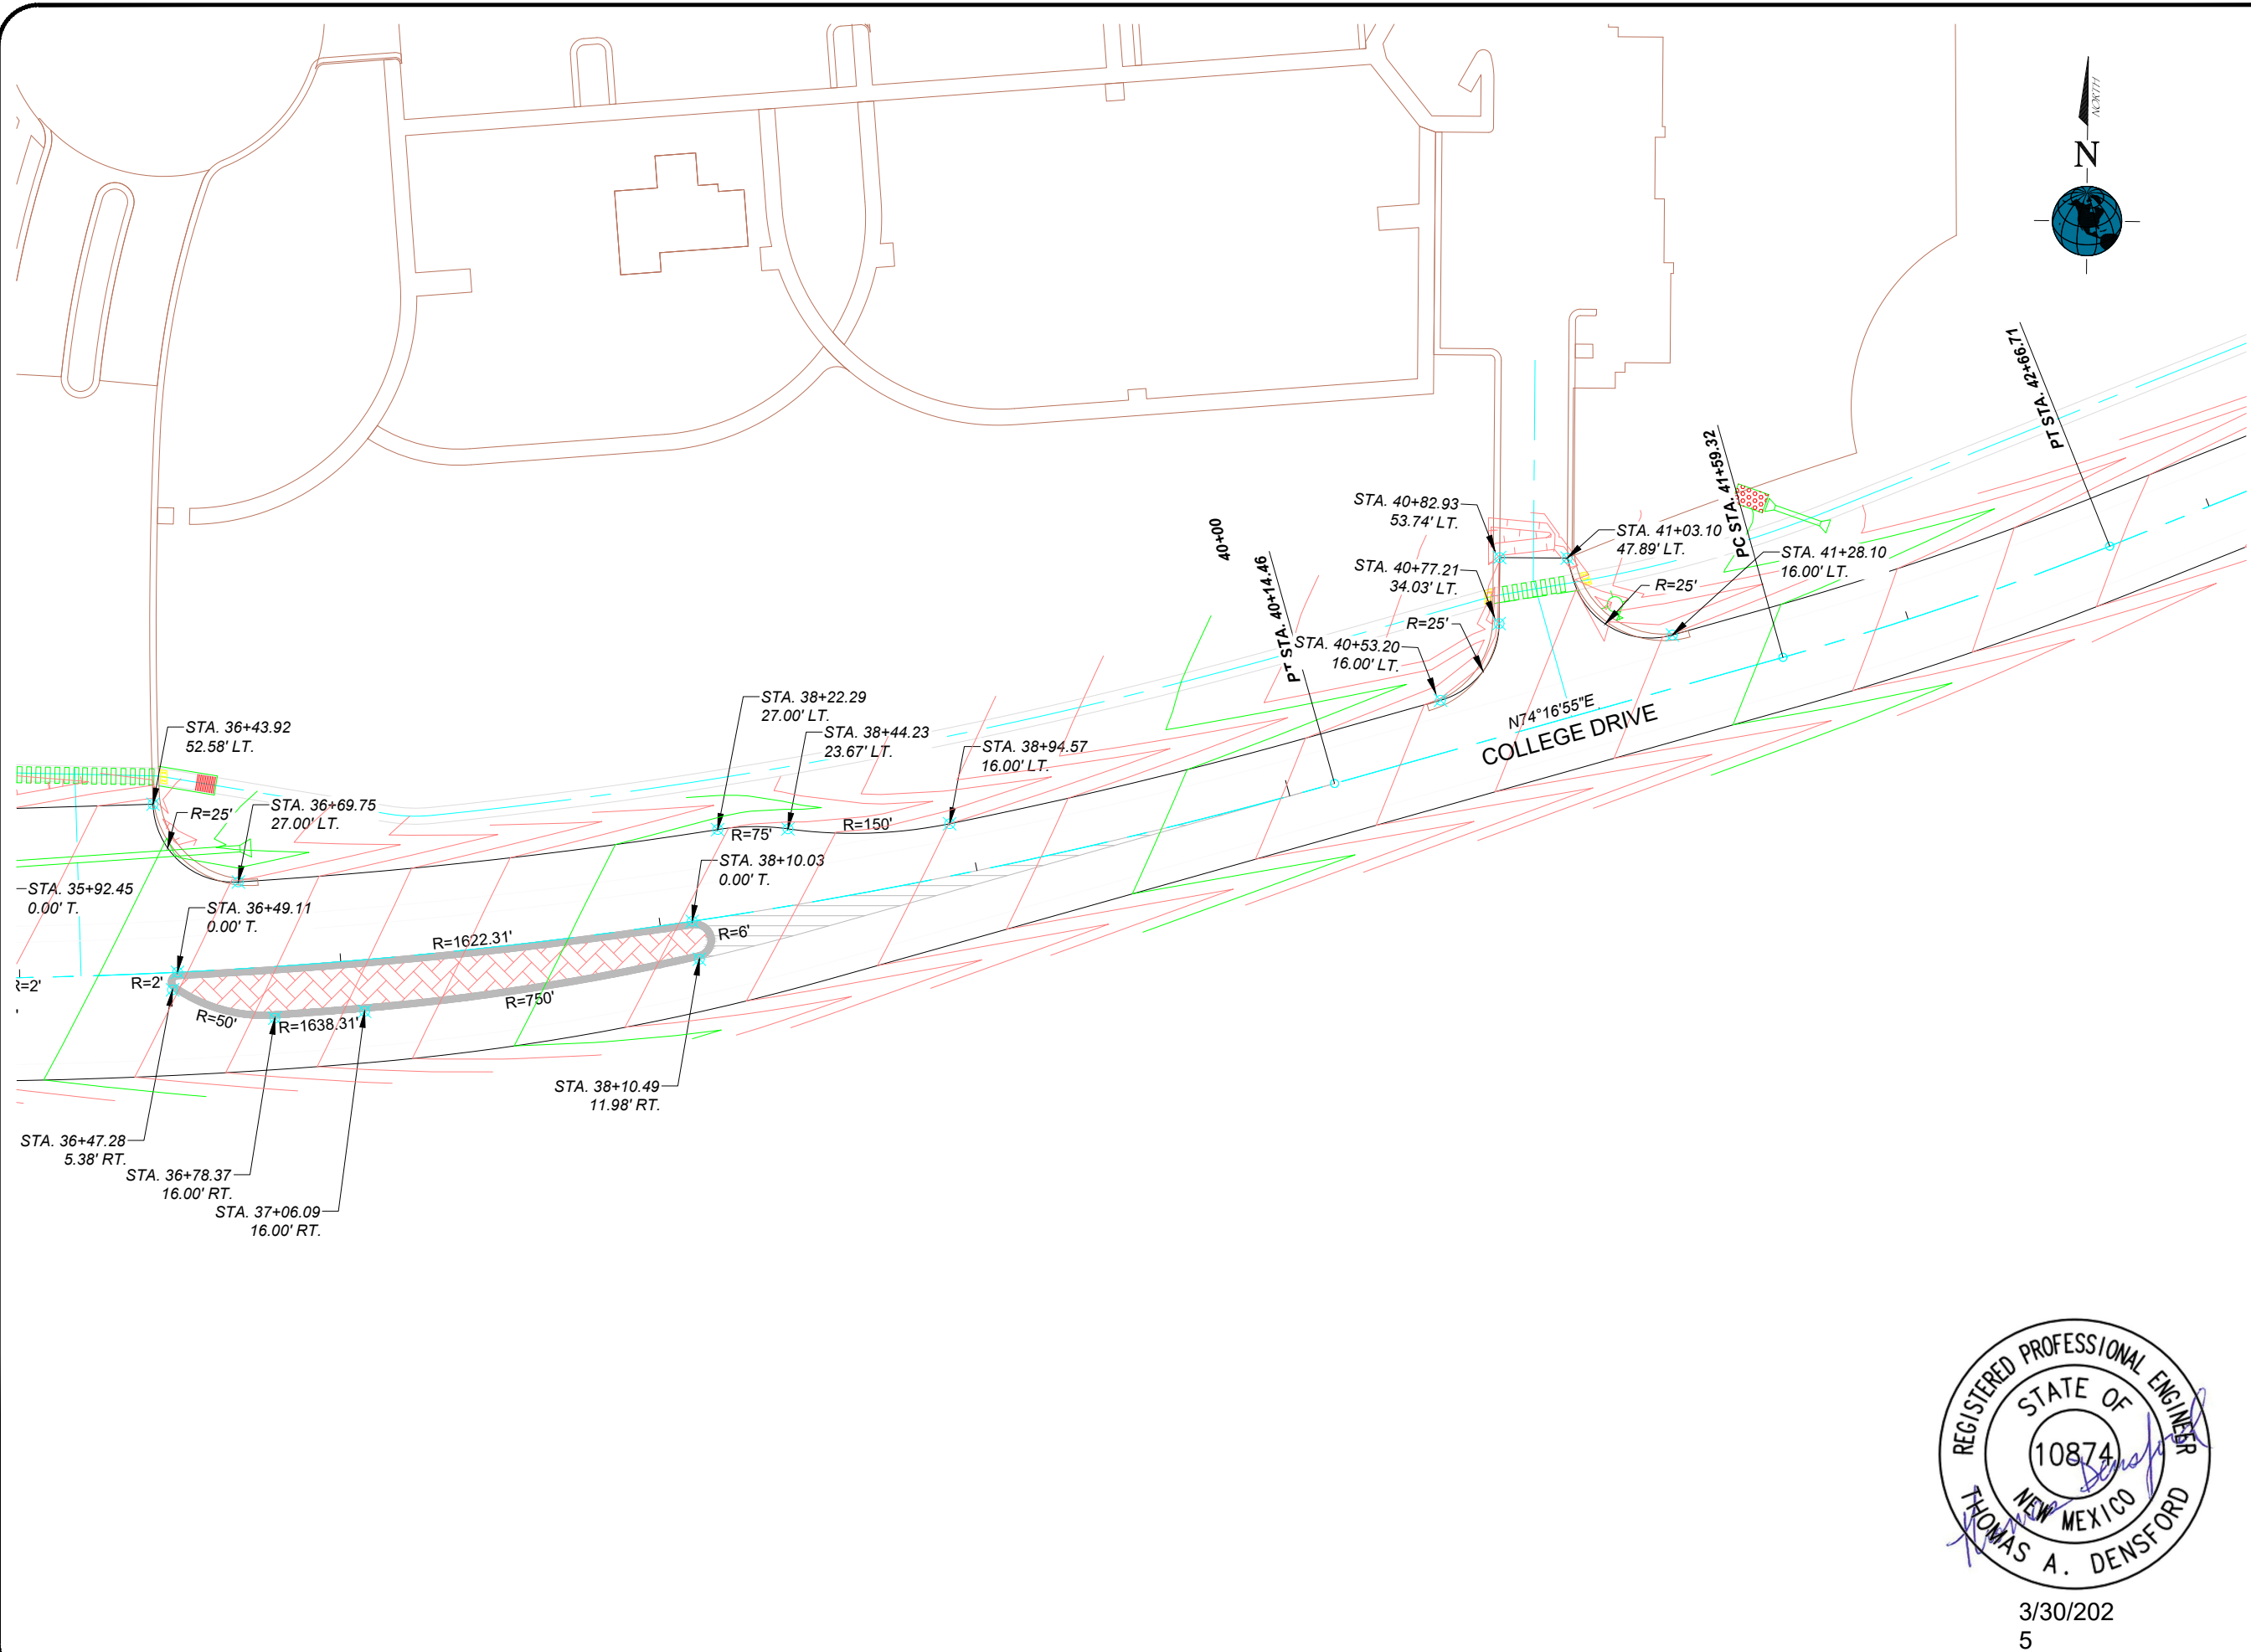 NORTH
N
PT STA. 42+66.71
PC STA. 41+59.32
STA. 40+82.93
53.74' LT.
STA. 41+03.10
47.89' LT.
40+00
STA. 41+28.10
16.00' LT.
PT STA. 40+14.46
STA. 40+77.21
34.03' LT.
R=25'
R=25'
STA. 40+53.20
16.00' LT.
N74°16'55"E
COLLEGE DRIVE
STA. 38+22.29
27.00' LT.
STA. 36+43.92
52.58' LT.
STA. 38+44.23
23.67' LT.
STA. 38+94.57
16.00' LT.
R=25'
STA. 36+69.75
27.00' LT.
R=75'
R=150'
STA. 38+10.03
0.00' T.
STA. 35+92.45
0.00' T.
STA. 36+49.11
0.00' T.
R=1622.31'
R=6'
R=2'
R=2'
R=750'
R=50'
R=1638.31'
STA. 38+10.49
11.98' RT.
STA. 36+47.28
5.38' RT.
STA. 36+78.37
16.00' RT.
STA. 37+06.09
16.00' RT.
REGISTERED PROFESSIONAL ENGINEER
STATE OF
10874
NEW MEXICO
THOMAS A. DENSFORD
Thomas Densford
3/30/202
5